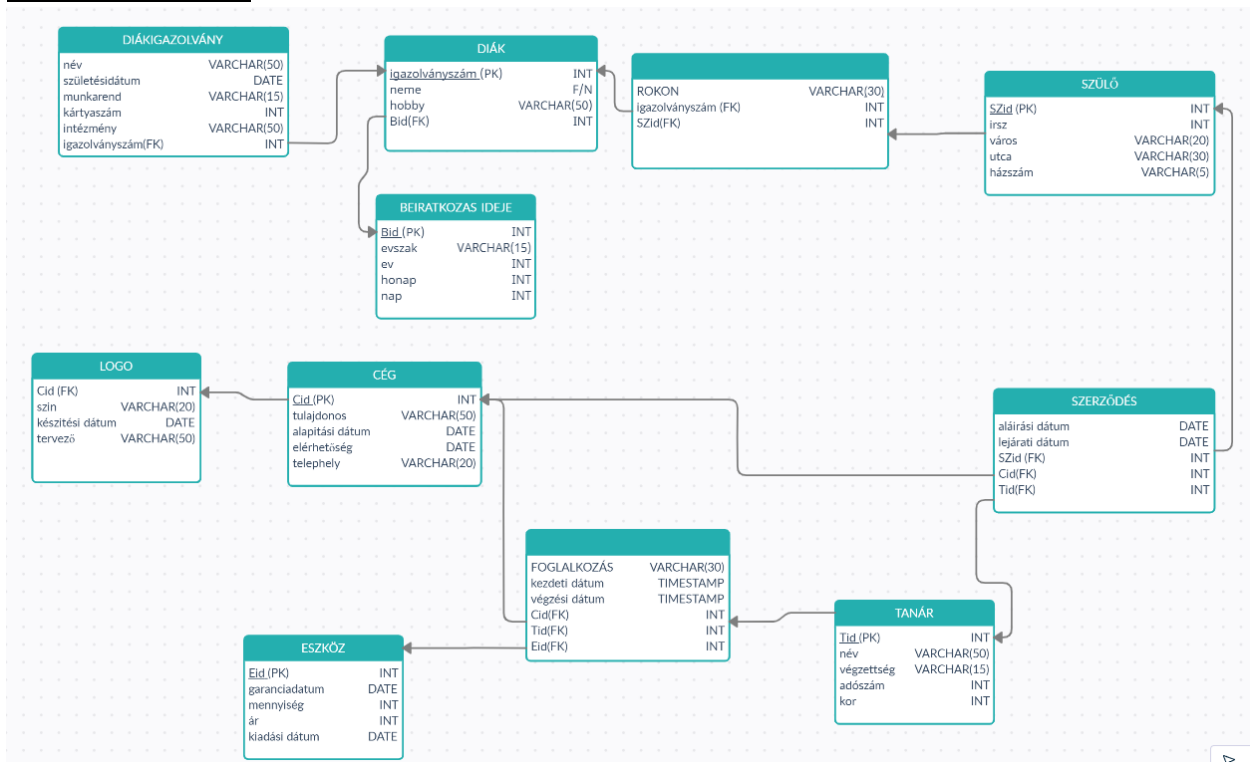 DIÁKIGAZOLVÁNY
név VARCHAR(50)
születésidátum DATE
munkarend VARCHAR(15)
kártyaszám INT
intézmény VARCHAR(50)
igazolványszám(FK) INT
DIÁK
igazolványszám (PK) INT
neme F/N
hobby VARCHAR(50)
Bid(FK) INT
ROKON VARCHAR(30)
igazolványszám (FK) INT
SZid(FK) INT
SZÜLŐ
SZid (PK) INT
irsz INT
város VARCHAR(20)
utca VARCHAR(30)
házszám VARCHAR(5)
BEIRATKOZAS IDEJE
Bid (PK) INT
evszak VARCHAR(15)
ev INT
honap INT
nap INT
LOGO
Cid (FK) INT
szin VARCHAR(20)
készitési dátum DATE
tervező VARCHAR(50)
CÉG
Cid (PK) INT
tulajdonos VARCHAR(50)
alapitási dátum DATE
elérhetőség DATE
telephely VARCHAR(20)
SZERZŐDÉS
aláirási dátum DATE
lejárati dátum DATE
SZid (FK) INT
Cid(FK) INT
Tid(FK) INT
FOGLALKOZÁS VARCHAR(30)
kezdeti dátum TIMESTAMP
végzési dátum TIMESTAMP
Cid(FK) INT
Tid(FK) INT
Eid(FK) INT
TANÁR
Tid (PK) INT
név VARCHAR(50)
végzettség VARCHAR(15)
adószám INT
kor INT
ESZKÖZ
Eid (PK) INT
garanciadatum DATE
mennyiség INT
ár INT
kiadási dátum DATE